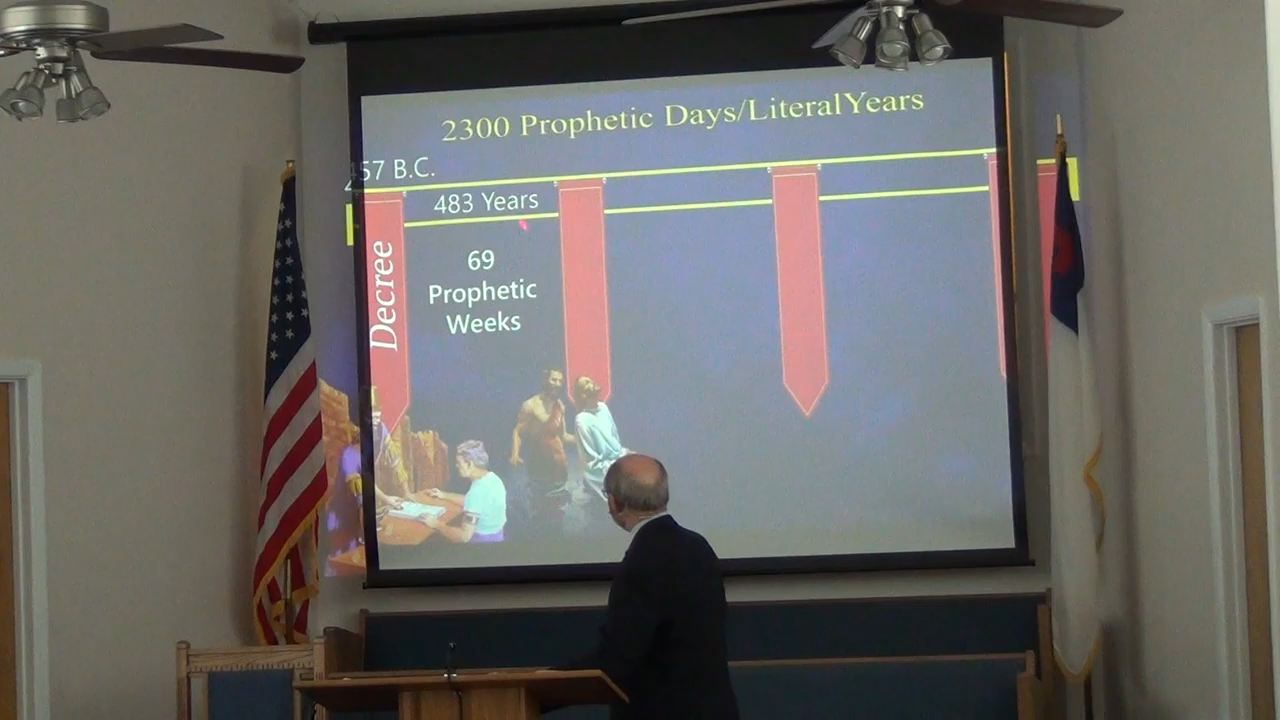 2300 Prophetic Days/LiteralYears
457 B.C.
483 Years
Decree
69
Prophetic
Weeks